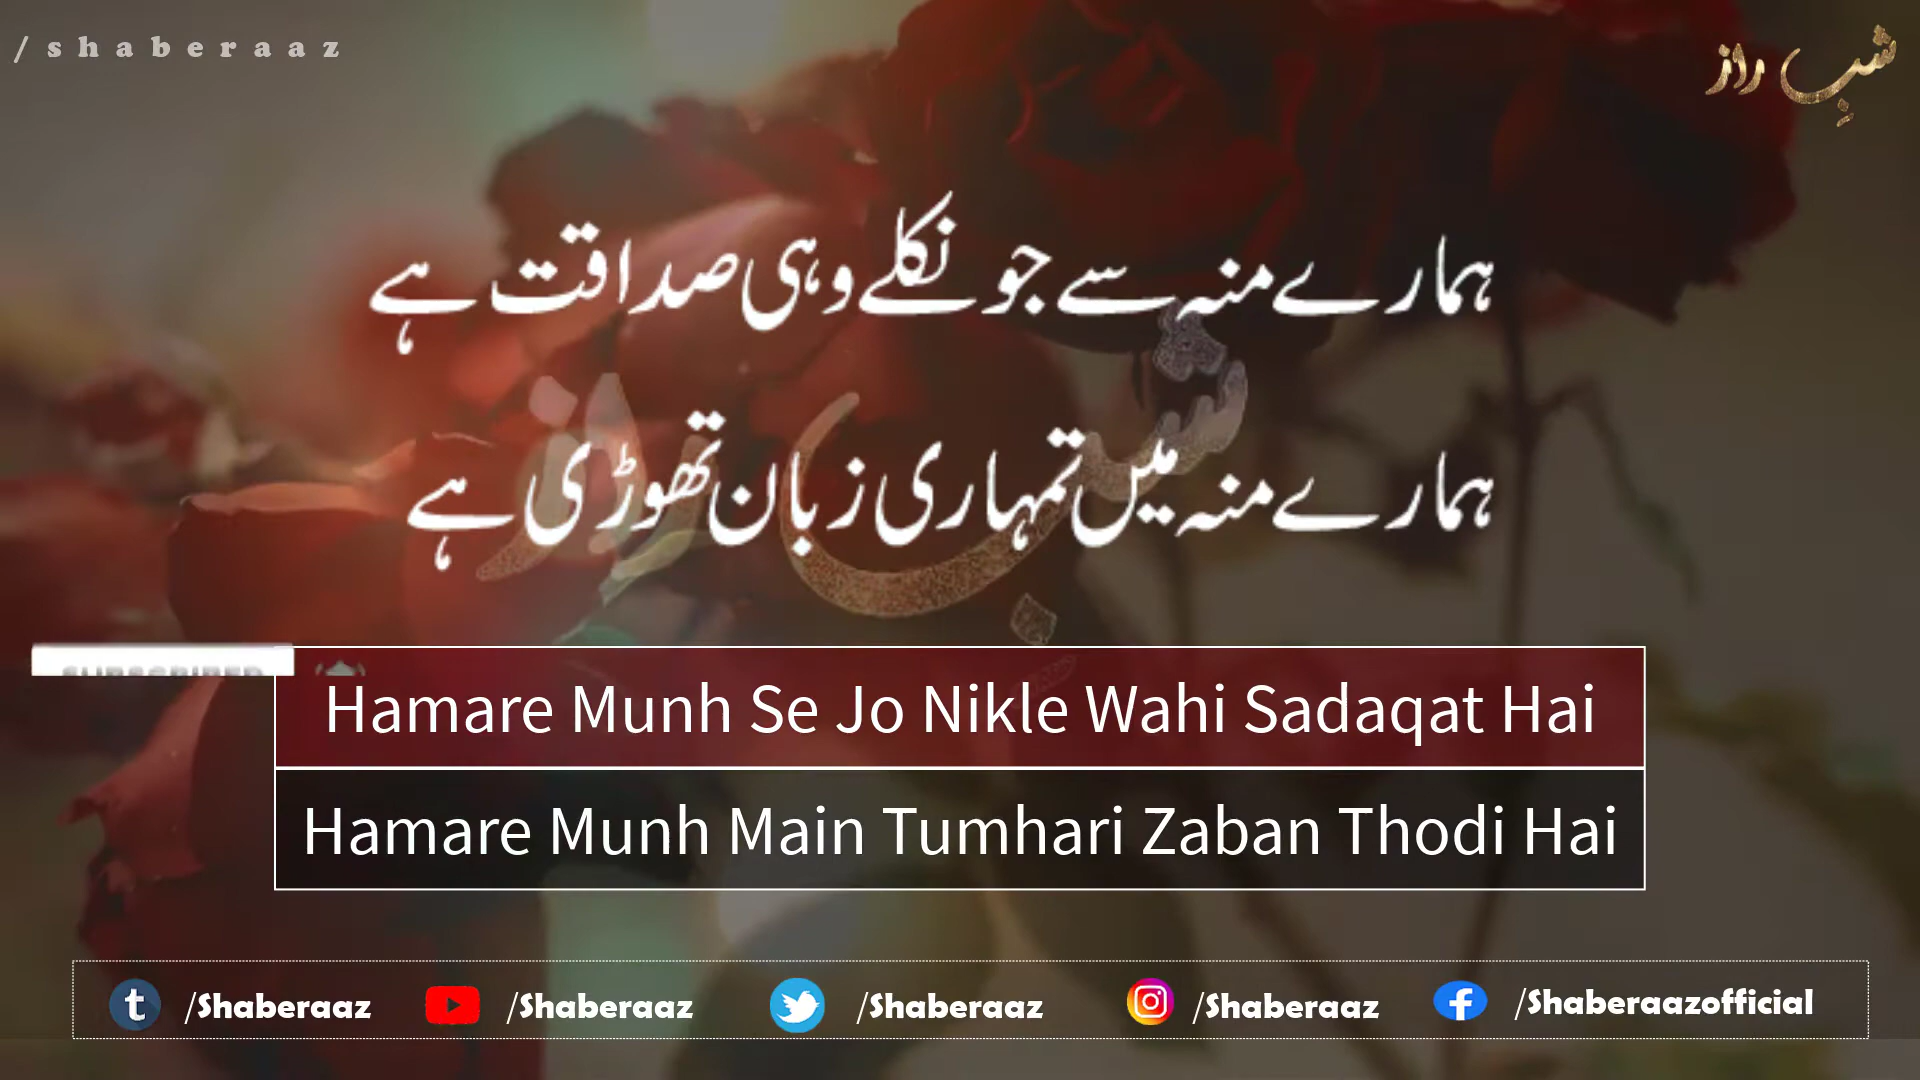 /shaberaaz
شبِ راز
ہمارے منہ سے جو نکلے وہی صداقت ہے
شب راز
ہمارے منہ میں تمہاری زبان تھوڑی ہے
Hamare Munh Se Jo Nikle Wahi Sadaqat Hai
Hamare Munh Main Tumhari Zaban Thodi Hai
/Shaberaaz /Shaberaaz /Shaberaaz /Shaberaaz /Shaberaazofficial